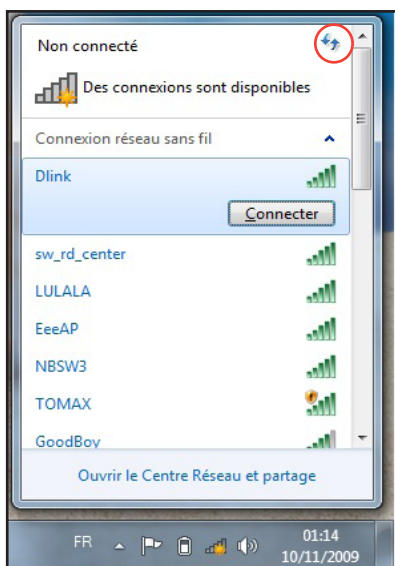 Non connecté
Des connexions sont disponibles
Connexion réseau sans fil
Dlink
Connecter
sw_rd_center
LULALA
EeeAP
NBSW3
TOMAX
GoodBoy
Ouvrir le Centre Réseau et partage
FR
01:14
10/11/2009